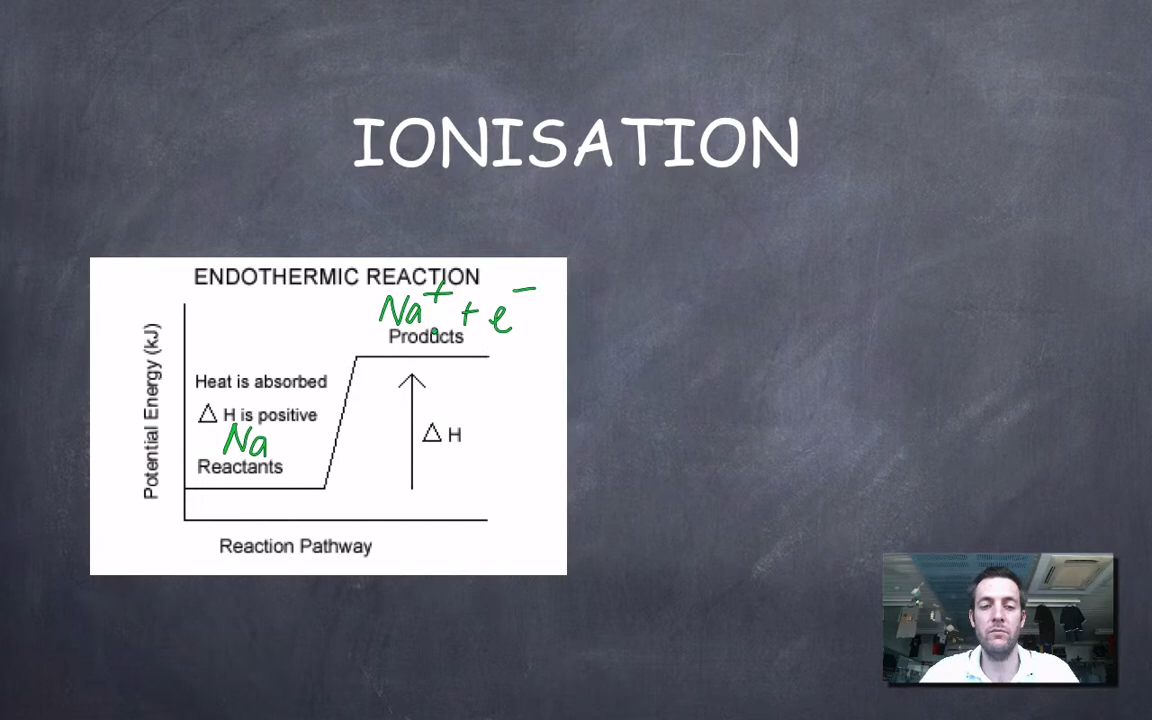 IONISATION
ENDOTHERMIC REACTION
Na⁺ + e⁻
Products
Potential Energy (kJ)
Heat is absorbed
△ H is positive
Na
△ H
Reactants
Reaction Pathway